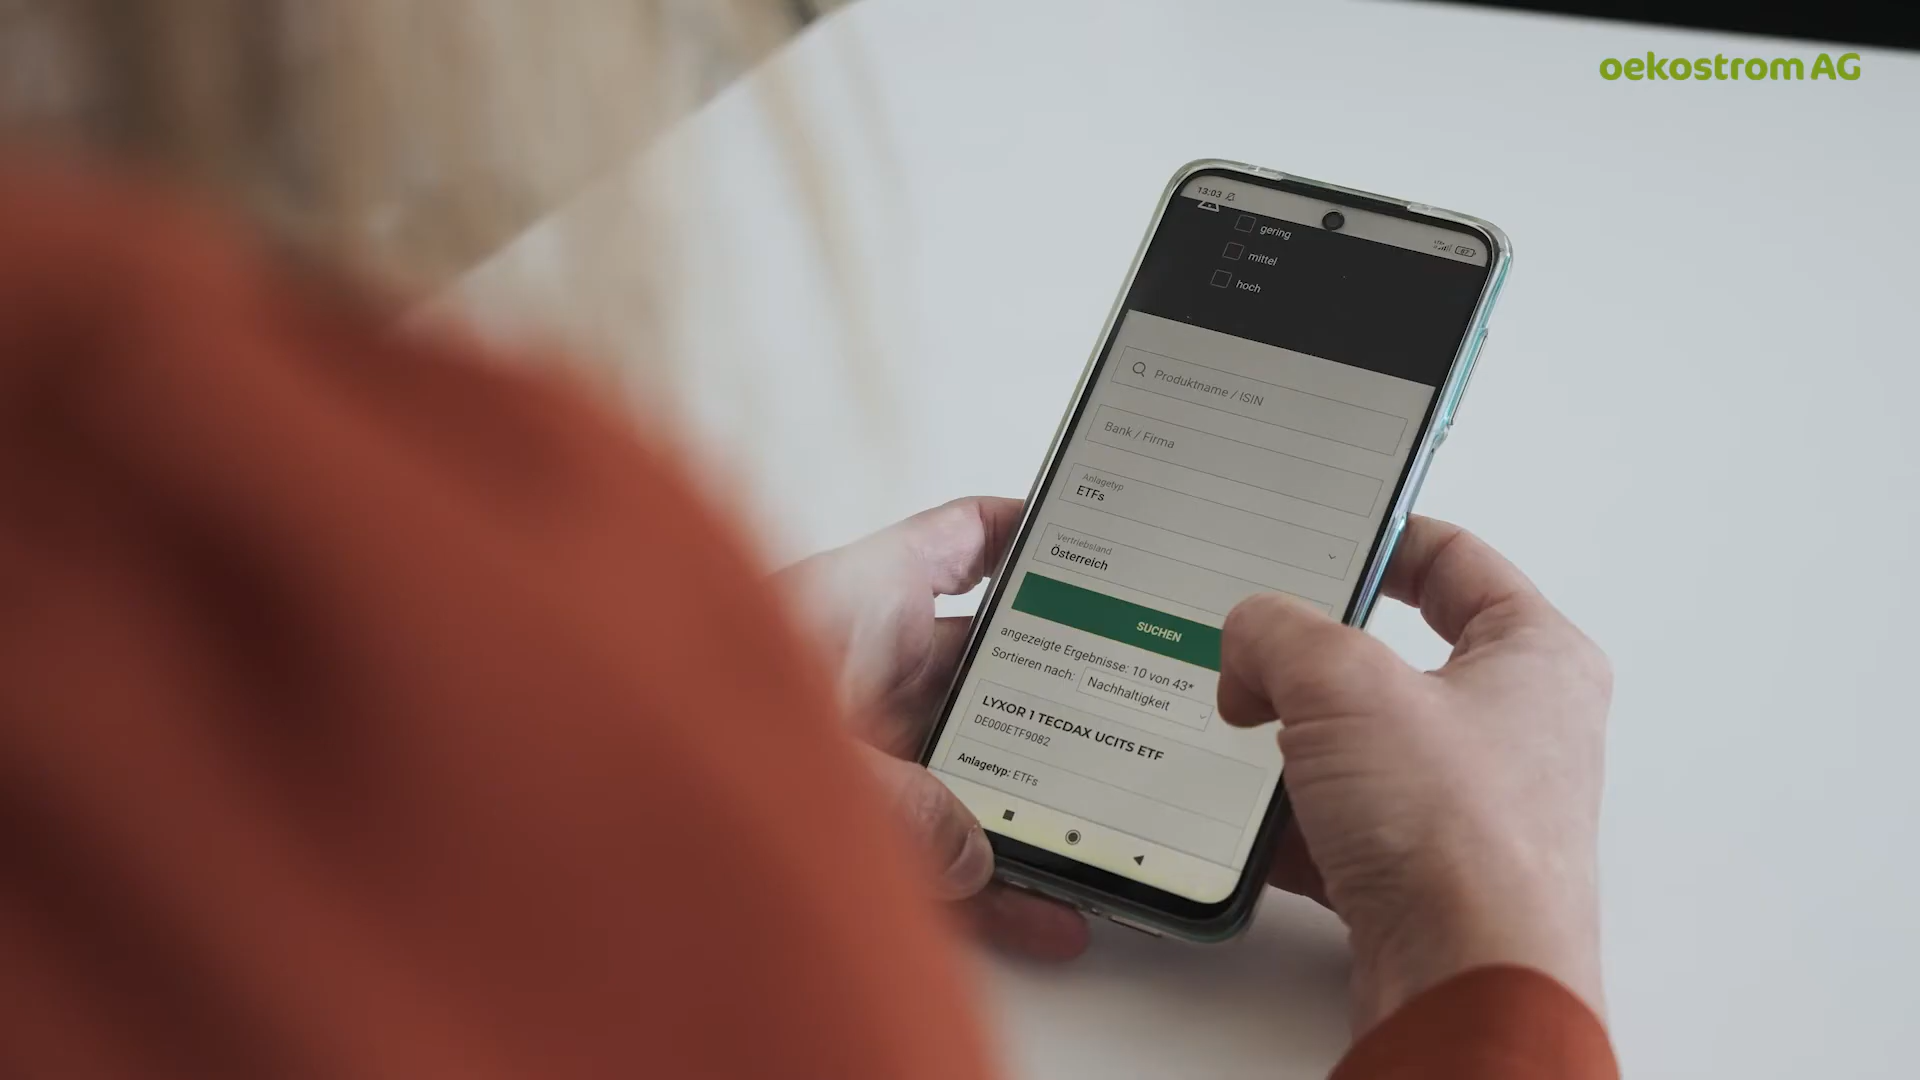 oekostrom AG
13:03
gering
mittel
hoch
Produktname / ISIN
Bank / Firma
Anlagetyp
ETFs
Vertriebsland
Österreich
SUCHEN
angezeigte Ergebnisse: 10 von 43*
Sortieren nach: Nachhaltigkeit
LYXOR 1 TECDAX UCITS ETF
DE000ETF9082
Anlagetyp: ETFs